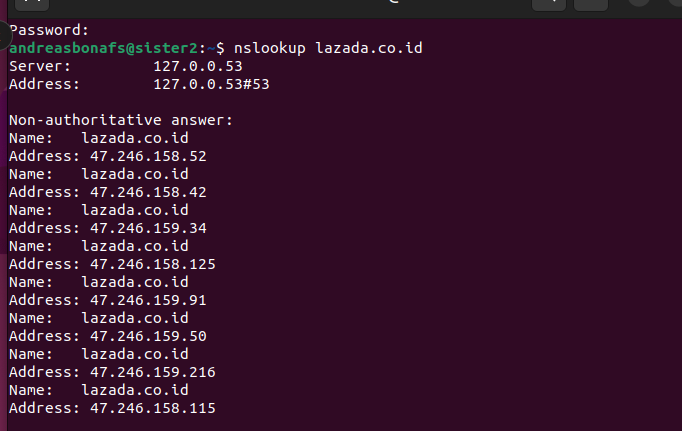 Password:
andreasbonafs@sister2:~$ nslookup lazada.co.id
Server:         127.0.0.53
Address:        127.0.0.53#53

Non-authoritative answer:
Name:   lazada.co.id
Address: 47.246.158.52
Name:   lazada.co.id
Address: 47.246.158.42
Name:   lazada.co.id
Address: 47.246.159.34
Name:   lazada.co.id
Address: 47.246.158.125
Name:   lazada.co.id
Address: 47.246.159.91
Name:   lazada.co.id
Address: 47.246.159.50
Name:   lazada.co.id
Address: 47.246.159.216
Name:   lazada.co.id
Address: 47.246.158.115